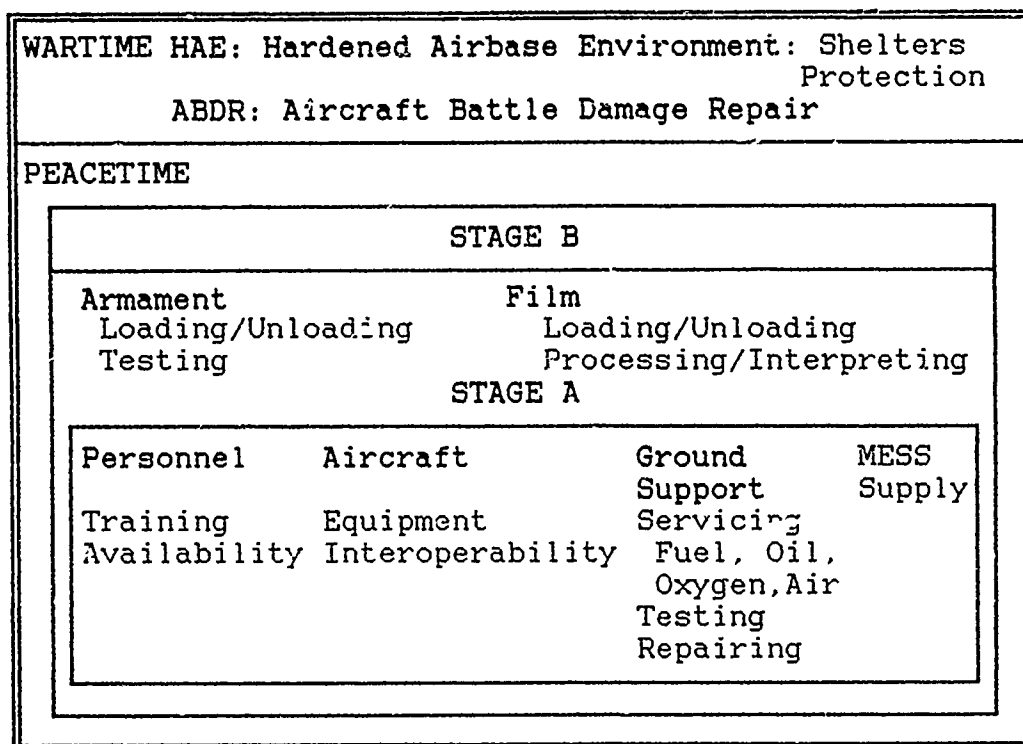 WARTIME HAE: Hardened Airbase Environment: Shelters
Protection
ABDR: Aircraft Battle Damage Repair
PEACETIME
STAGE B
Armament Film
Loading/Unloading Loading/Unloading
Testing Processing/Interpreting
STAGE A
Personnel Aircraft Ground MESS
Support Supply
Training Equipment Servicing
Availability Interoperability Fuel, Oil,
Oxygen,Air
Testing
Repairing